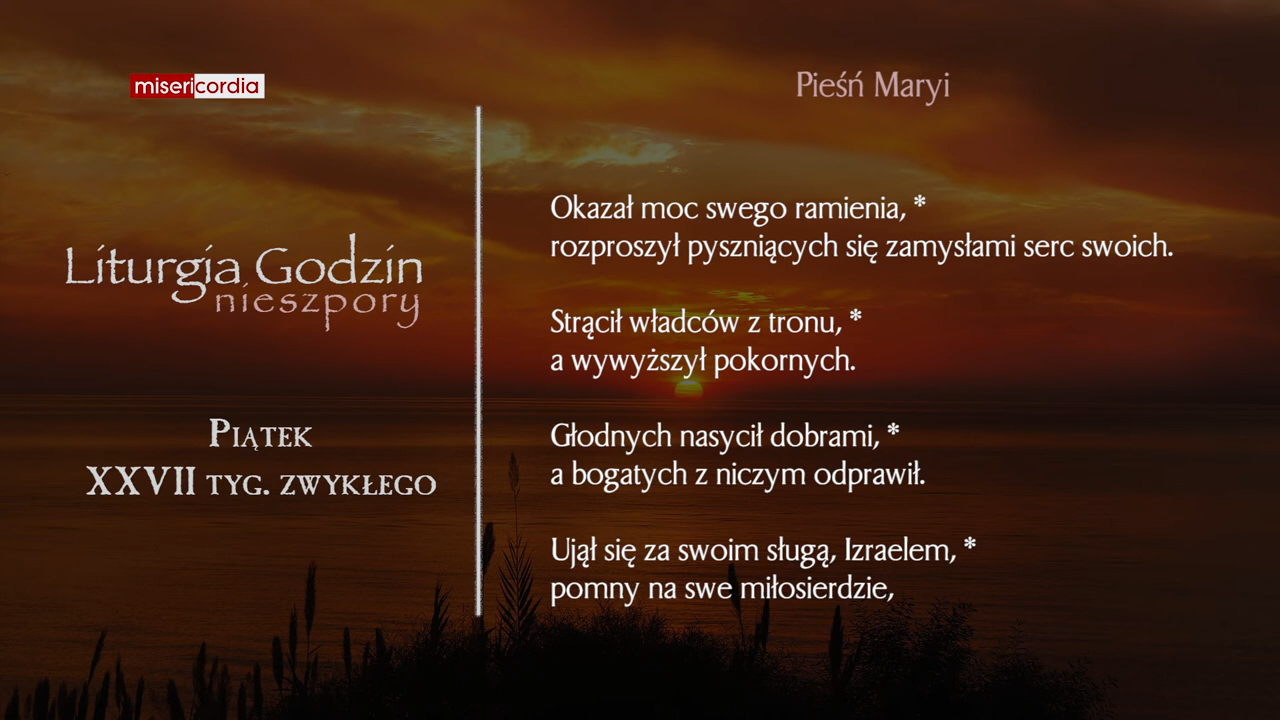 misericordia
Liturgia Godzin
nieszpory
Piątek
XXVII tyg. zwykłego
Pieśń Maryi
Okazał moc swego ramienia, *
rozproszył pyszniących się zamysłami serc swoich.
Strącił władców z tronu, *
a wywyższył pokornych.
Głodnych nasycił dobrami, *
a bogatych z niczym odprawił.
Ujął się za swoim sługą, Izraelem, *
pomny na swe miłosierdzie,